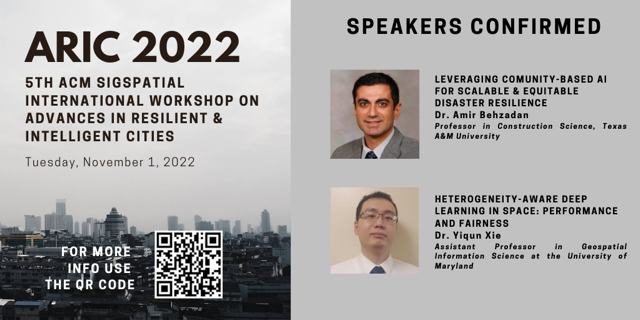 ARIC 2022
5TH ACM SIGSPATIAL
INTERNATIONAL WORKSHOP ON
ADVANCES IN RESILIENT &
INTELLIGENT CITIES
Tuesday, November 1, 2022
FOR MORE
INFO USE
THE QR CODE
SPEAKERS CONFIRMED
LEVERAGING COMUNITY-BASED AI
FOR SCALABLE & EQUITABLE
DISASTER RESILIENCE
Dr. Amir Behzadan
Professor in Construction Science, Texas
A&M University
HETEROGENEITY-AWARE DEEP
LEARNING IN SPACE: PERFORMANCE
AND FAIRNESS
Dr. Yiqun Xie
Assistant Professor in Geospatial
Information Science at the University of
Maryland